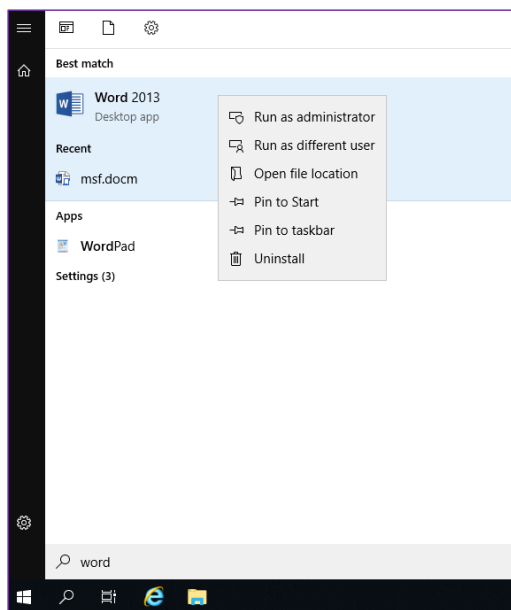 Best match
Word 2013
Desktop app
Recent
msf.docm
Apps
WordPad
Settings (3)
Run as administrator
Run as different user
Open file location
Pin to Start
Pin to taskbar
Uninstall
word